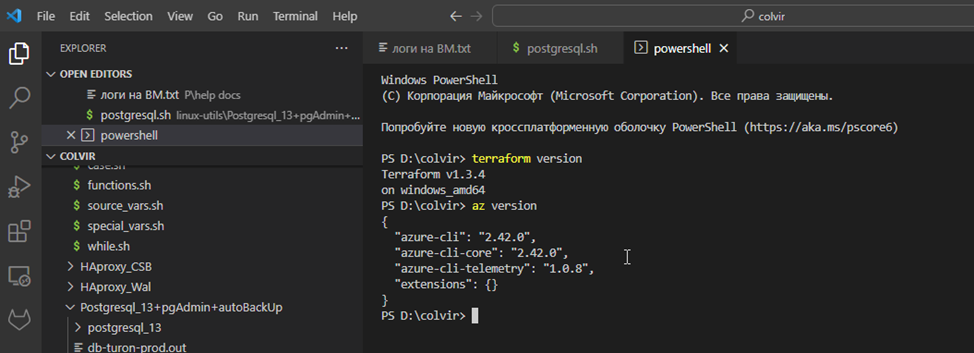 File Edit Selection View Go Run Terminal Help
colvir
EXPLORER
OPEN EDITORS
логи на ВМ.txt P\help docs
postgresql.sh linux-utils\Postgresql_13+pgAdmin+...
powershell
COLVIR
case.sh
functions.sh
source_vars.sh
special_vars.sh
while.sh
HAproxy_CSB
HAproxy_Wal
Postgresql_13+pgAdmin+autoBackUp
postgresql_13
db-turon-prod.out
логи на ВМ.txt
postgresql.sh
powershell
Windows PowerShell
(C) Корпорация Майкрософт (Microsoft Corporation). Все права защищены.
Попробуйте новую кроссплатформенную оболочку PowerShell (https://aka.ms/pscore6)
PS D:\colvir> terraform version
Terraform v1.3.4
on windows_amd64
PS D:\colvir> az version
{
"azure-cli": "2.42.0",
"azure-cli-core": "2.42.0",
"azure-cli-telemetry": "1.0.8",
"extensions": {}
}
PS D:\colvir>